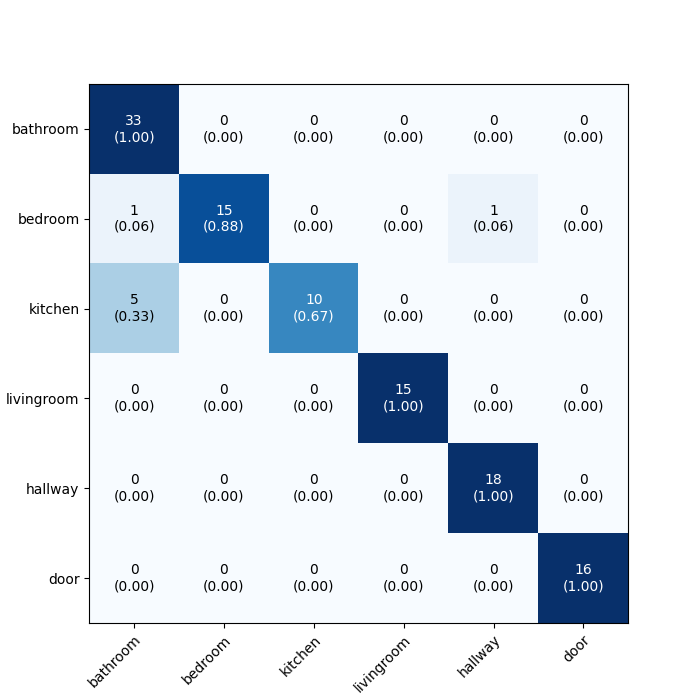 bathroom
33 0 0 0 0 0
(1.00) (0.00) (0.00) (0.00) (0.00) (0.00)
bedroom
1 15 0 0 1 0
(0.06) (0.88) (0.00) (0.00) (0.06) (0.00)
kitchen
5 0 10 0 0 0
(0.33) (0.00) (0.67) (0.00) (0.00) (0.00)
livingroom
0 0 0 15 0 0
(0.00) (0.00) (0.00) (1.00) (0.00) (0.00)
hallway
0 0 0 0 18 0
(0.00) (0.00) (0.00) (0.00) (1.00) (0.00)
door
0 0 0 0 0 16
(0.00) (0.00) (0.00) (0.00) (0.00) (1.00)
bathroom bedroom kitchen livingroom hallway door